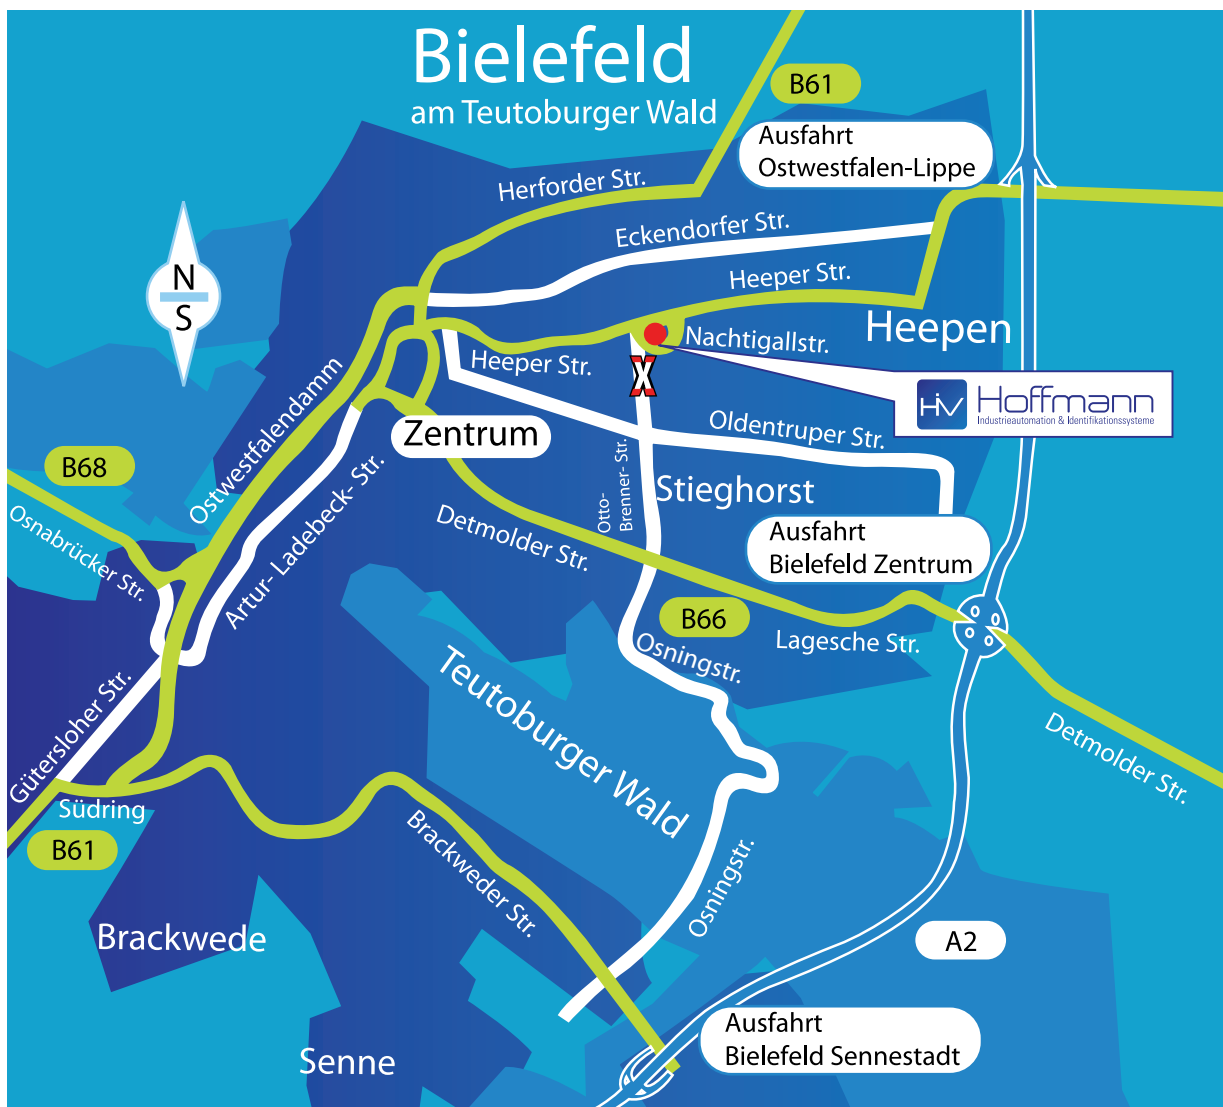 Bielefeld
am Teutoburger Wald
B61
Ausfahrt
Ostwestfalen-Lippe
Herforder Str.
Eckendorfer Str.
N
S
Heeper Str.
Heepen
Nachtigallstr.
Heeper Str.
X
HIV Hoffmann
Industrieautomation & Identifikationssysteme
Ostwestfalendamm
Zentrum
Oldentruper Str.
B68
Osnabrücker Str.
Artur- Ladebeck- Str.
Otto-
Brenner- Str.
Stieghorst
Detmolder Str.
Ausfahrt
Bielefeld Zentrum
B66
Lagesche Str.
Osningstr.
Teutoburger Wald
Gütersloher Str.
Detmolder Str.
Südring
B61
Brackweder Str.
Osningstr.
Brackwede
A2
Ausfahrt
Bielefeld Sennestadt
Senne